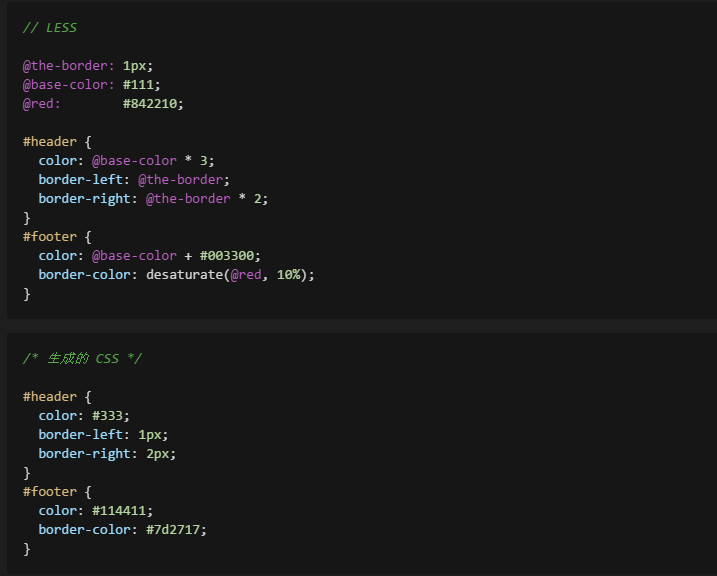 // LESS
@the-border: 1px;
@base-color: #111;
@red:        #842210;
#header {
  color: @base-color * 3;
  border-left: @the-border;
  border-right: @the-border * 2;
}
#footer {
  color: @base-color + #003300;
  border-color: desaturate(@red, 10%);
}
/* 生成的 CSS */
#header {
  color: #333;
  border-left: 1px;
  border-right: 2px;
}
#footer {
  color: #114411;
  border-color: #7d2717;
}